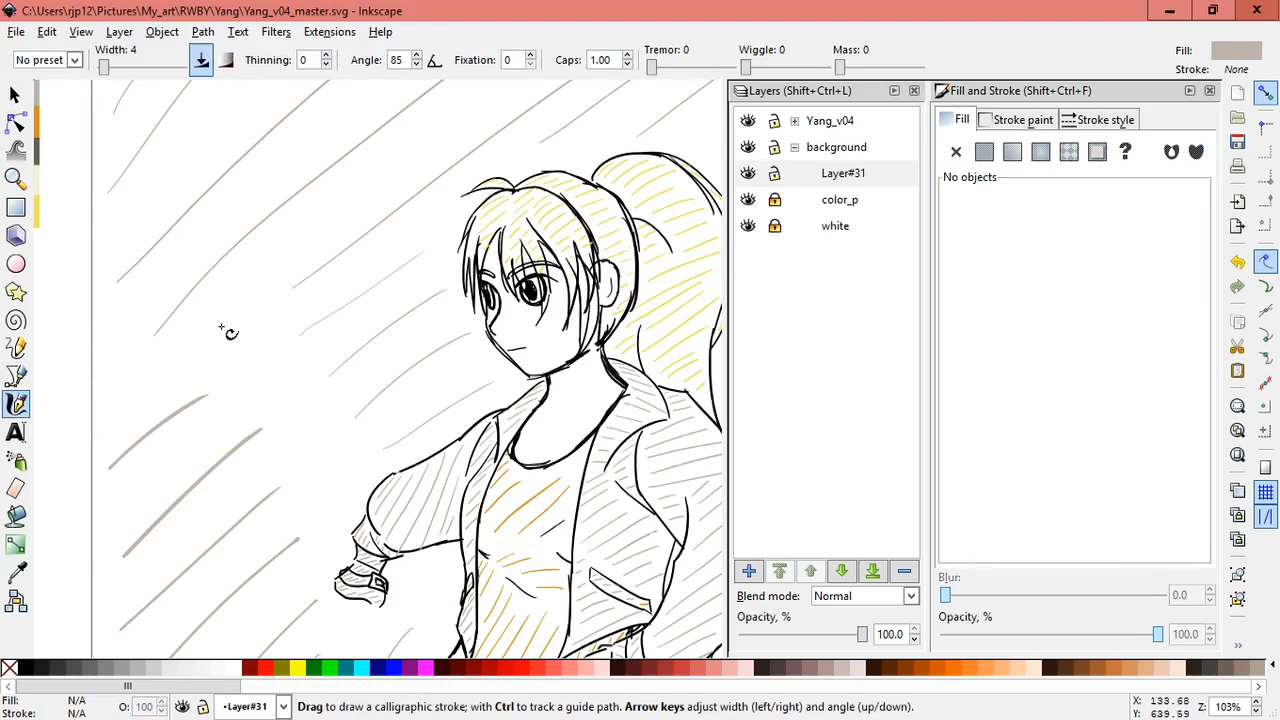 C:\Users\rjp12\Pictures\My_art\RWBY\Yang\Yang_v04_master.svg - Inkscape
File Edit View Layer Object Path Filters Text Extensions Help
No preset Width: 4 Thinning: 0 Angle: 85 Fixation: 0 Caps: 1.00 Tremor: 0 Wiggle: 0 Mass: 0 Fill:
Stroke: None
Layers (Shift+Ctrl+L) Fill and Stroke (Shift+Ctrl+F)
Yang_v04 Fill Stroke paint Stroke style
background
Layer#31 ?
No objects
color_p
white
Blur: 0.0
Blend mode: Normal
Opacity, % Opacity, %
100.0 100.0
Fill: N/A O: 100 •Layer#31 Drag to draw a calligraphic stroke; with Ctrl to track a guide path. Arrow keys adjust width (left/right) and angle (up/down). X: 133.68 Z: 103%
Stroke: N/A Y: 639.59